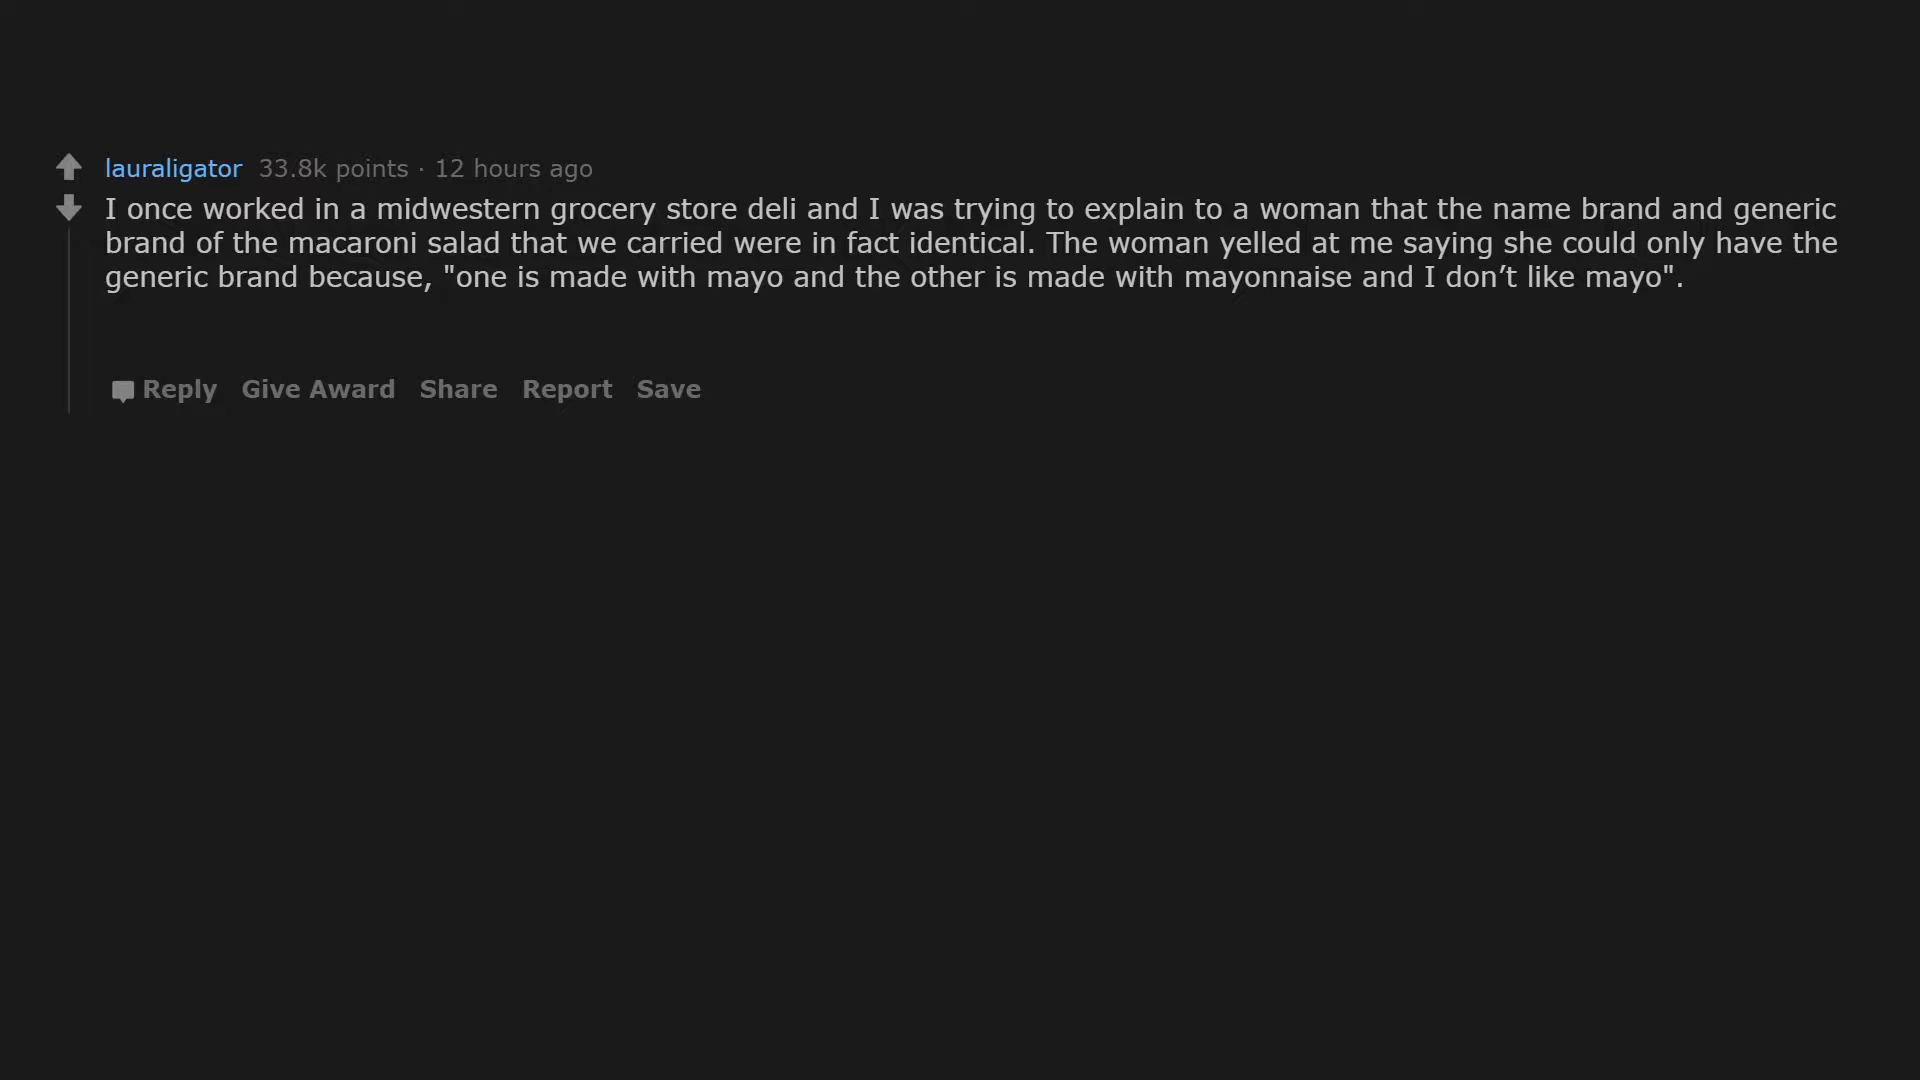 lauraligator 33.8k points · 12 hours ago
I once worked in a midwestern grocery store deli and I was trying to explain to a woman that the name brand and generic
brand of the macaroni salad that we carried were in fact identical. The woman yelled at me saying she could only have the
generic brand because, "one is made with mayo and the other is made with mayonnaise and I don’t like mayo".
Reply Give Award Share Report Save